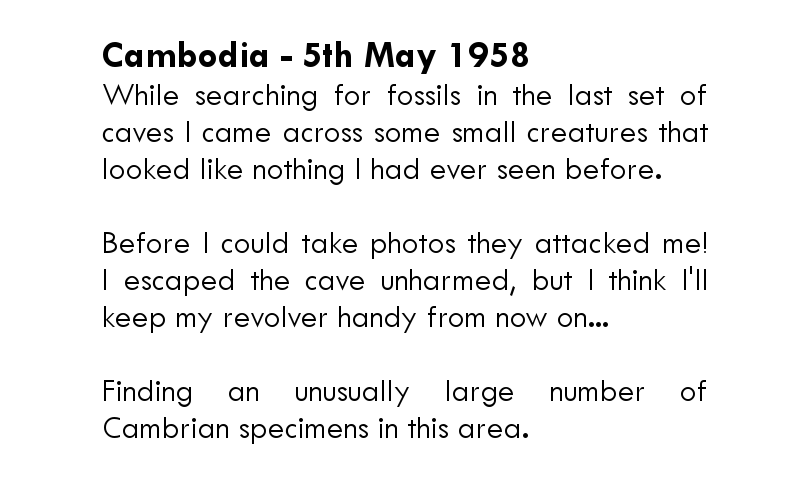 Cambodia - 5th May 1958
While searching for fossils in the last set of
caves I came across some small creatures that
looked like nothing I had ever seen before.
Before I could take photos they attacked me!
I escaped the cave unharmed, but I think I'll
keep my revolver handy from now on...
Finding an unusually large number of
Cambrian specimens in this area.